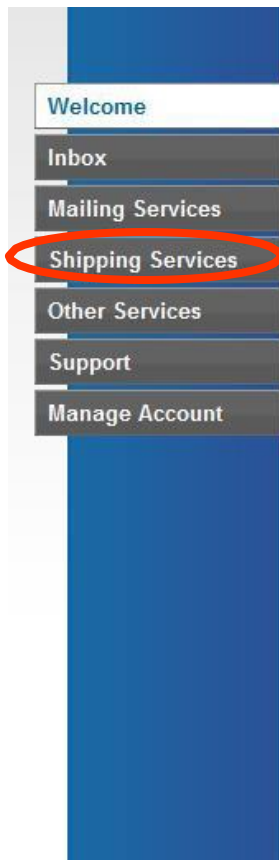 Welcome
Inbox
Mailing Services
Shipping Services
Other Services
Support
Manage Account